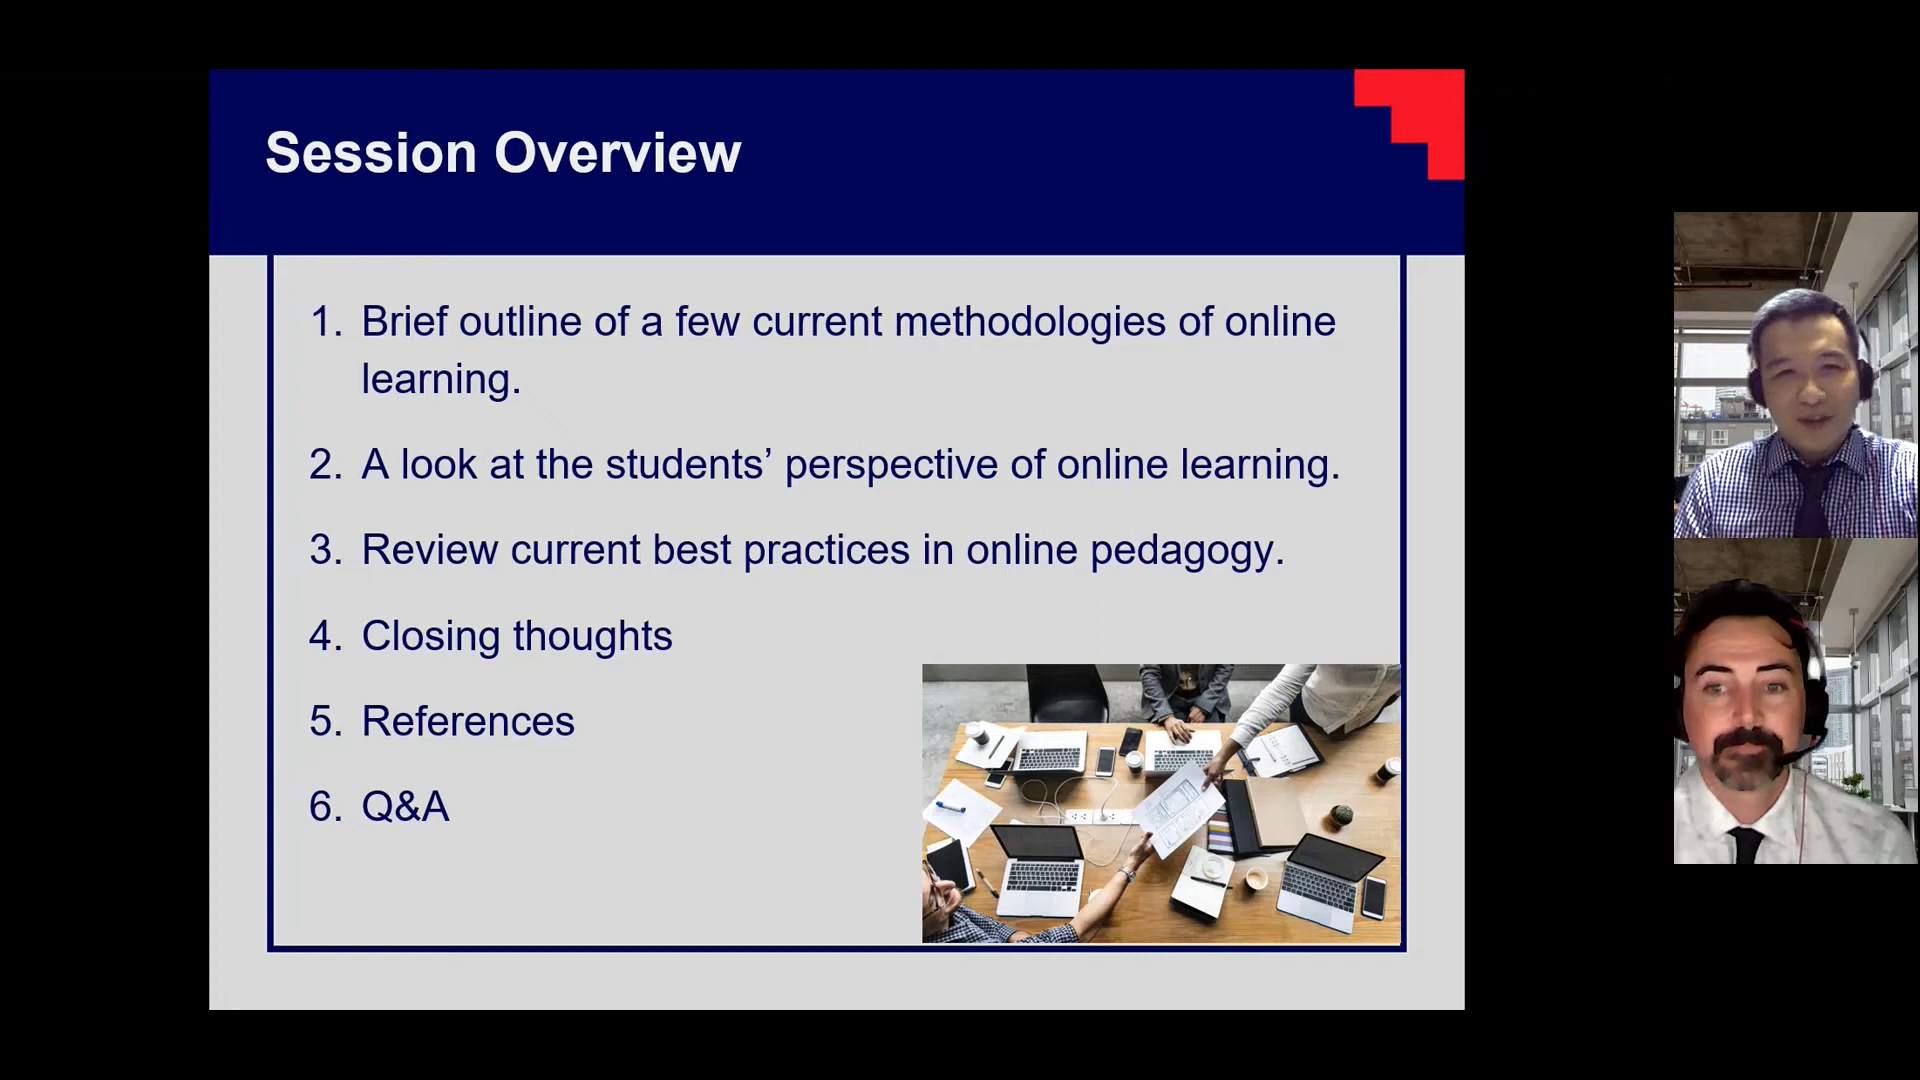 Session Overview
1. Brief outline of a few current methodologies of online
learning.
2. A look at the students’ perspective of online learning.
3. Review current best practices in online pedagogy.
4. Closing thoughts
5. References
6. Q&A